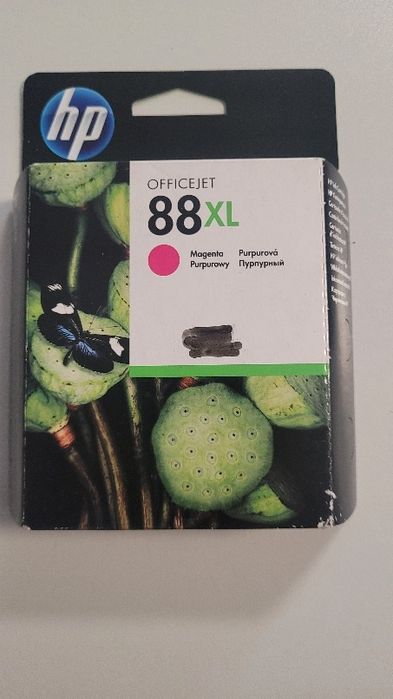 hp
OFFICEJET
88XL
Magenta Purpurová
Purpurowy Пурпурный